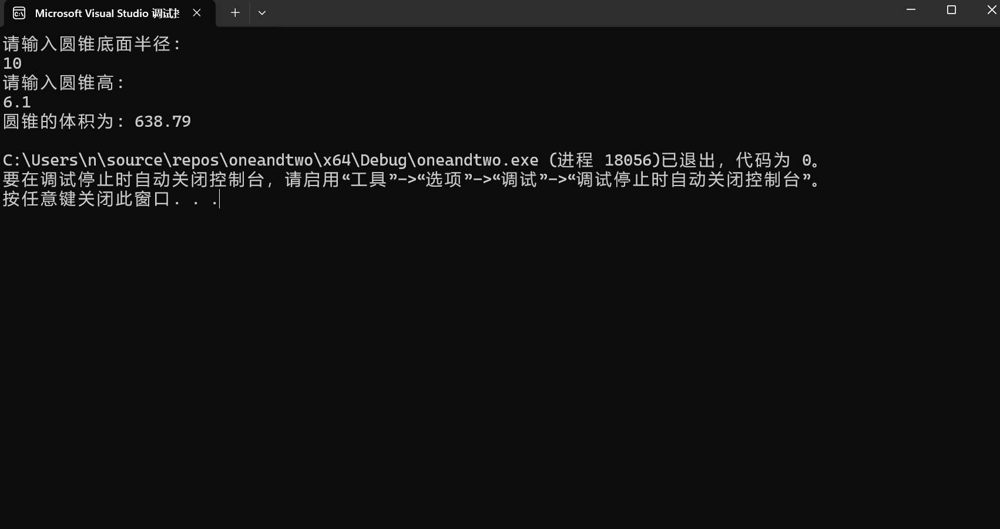 Microsoft Visual Studio 调试
请输入圆锥底面半径：
10
请输入圆锥高：
6.1
圆锥的体积为：638.79
C:\Users\n\source\repos\oneandtwo\x64\Debug\oneandtwo.exe (进程 18056)已退出，代码为 0。
要在调试停止时自动关闭控制台，请启用“工具”->“选项”->“调试”->“调试停止时自动关闭控制台”。
按任意键关闭此窗口. . .